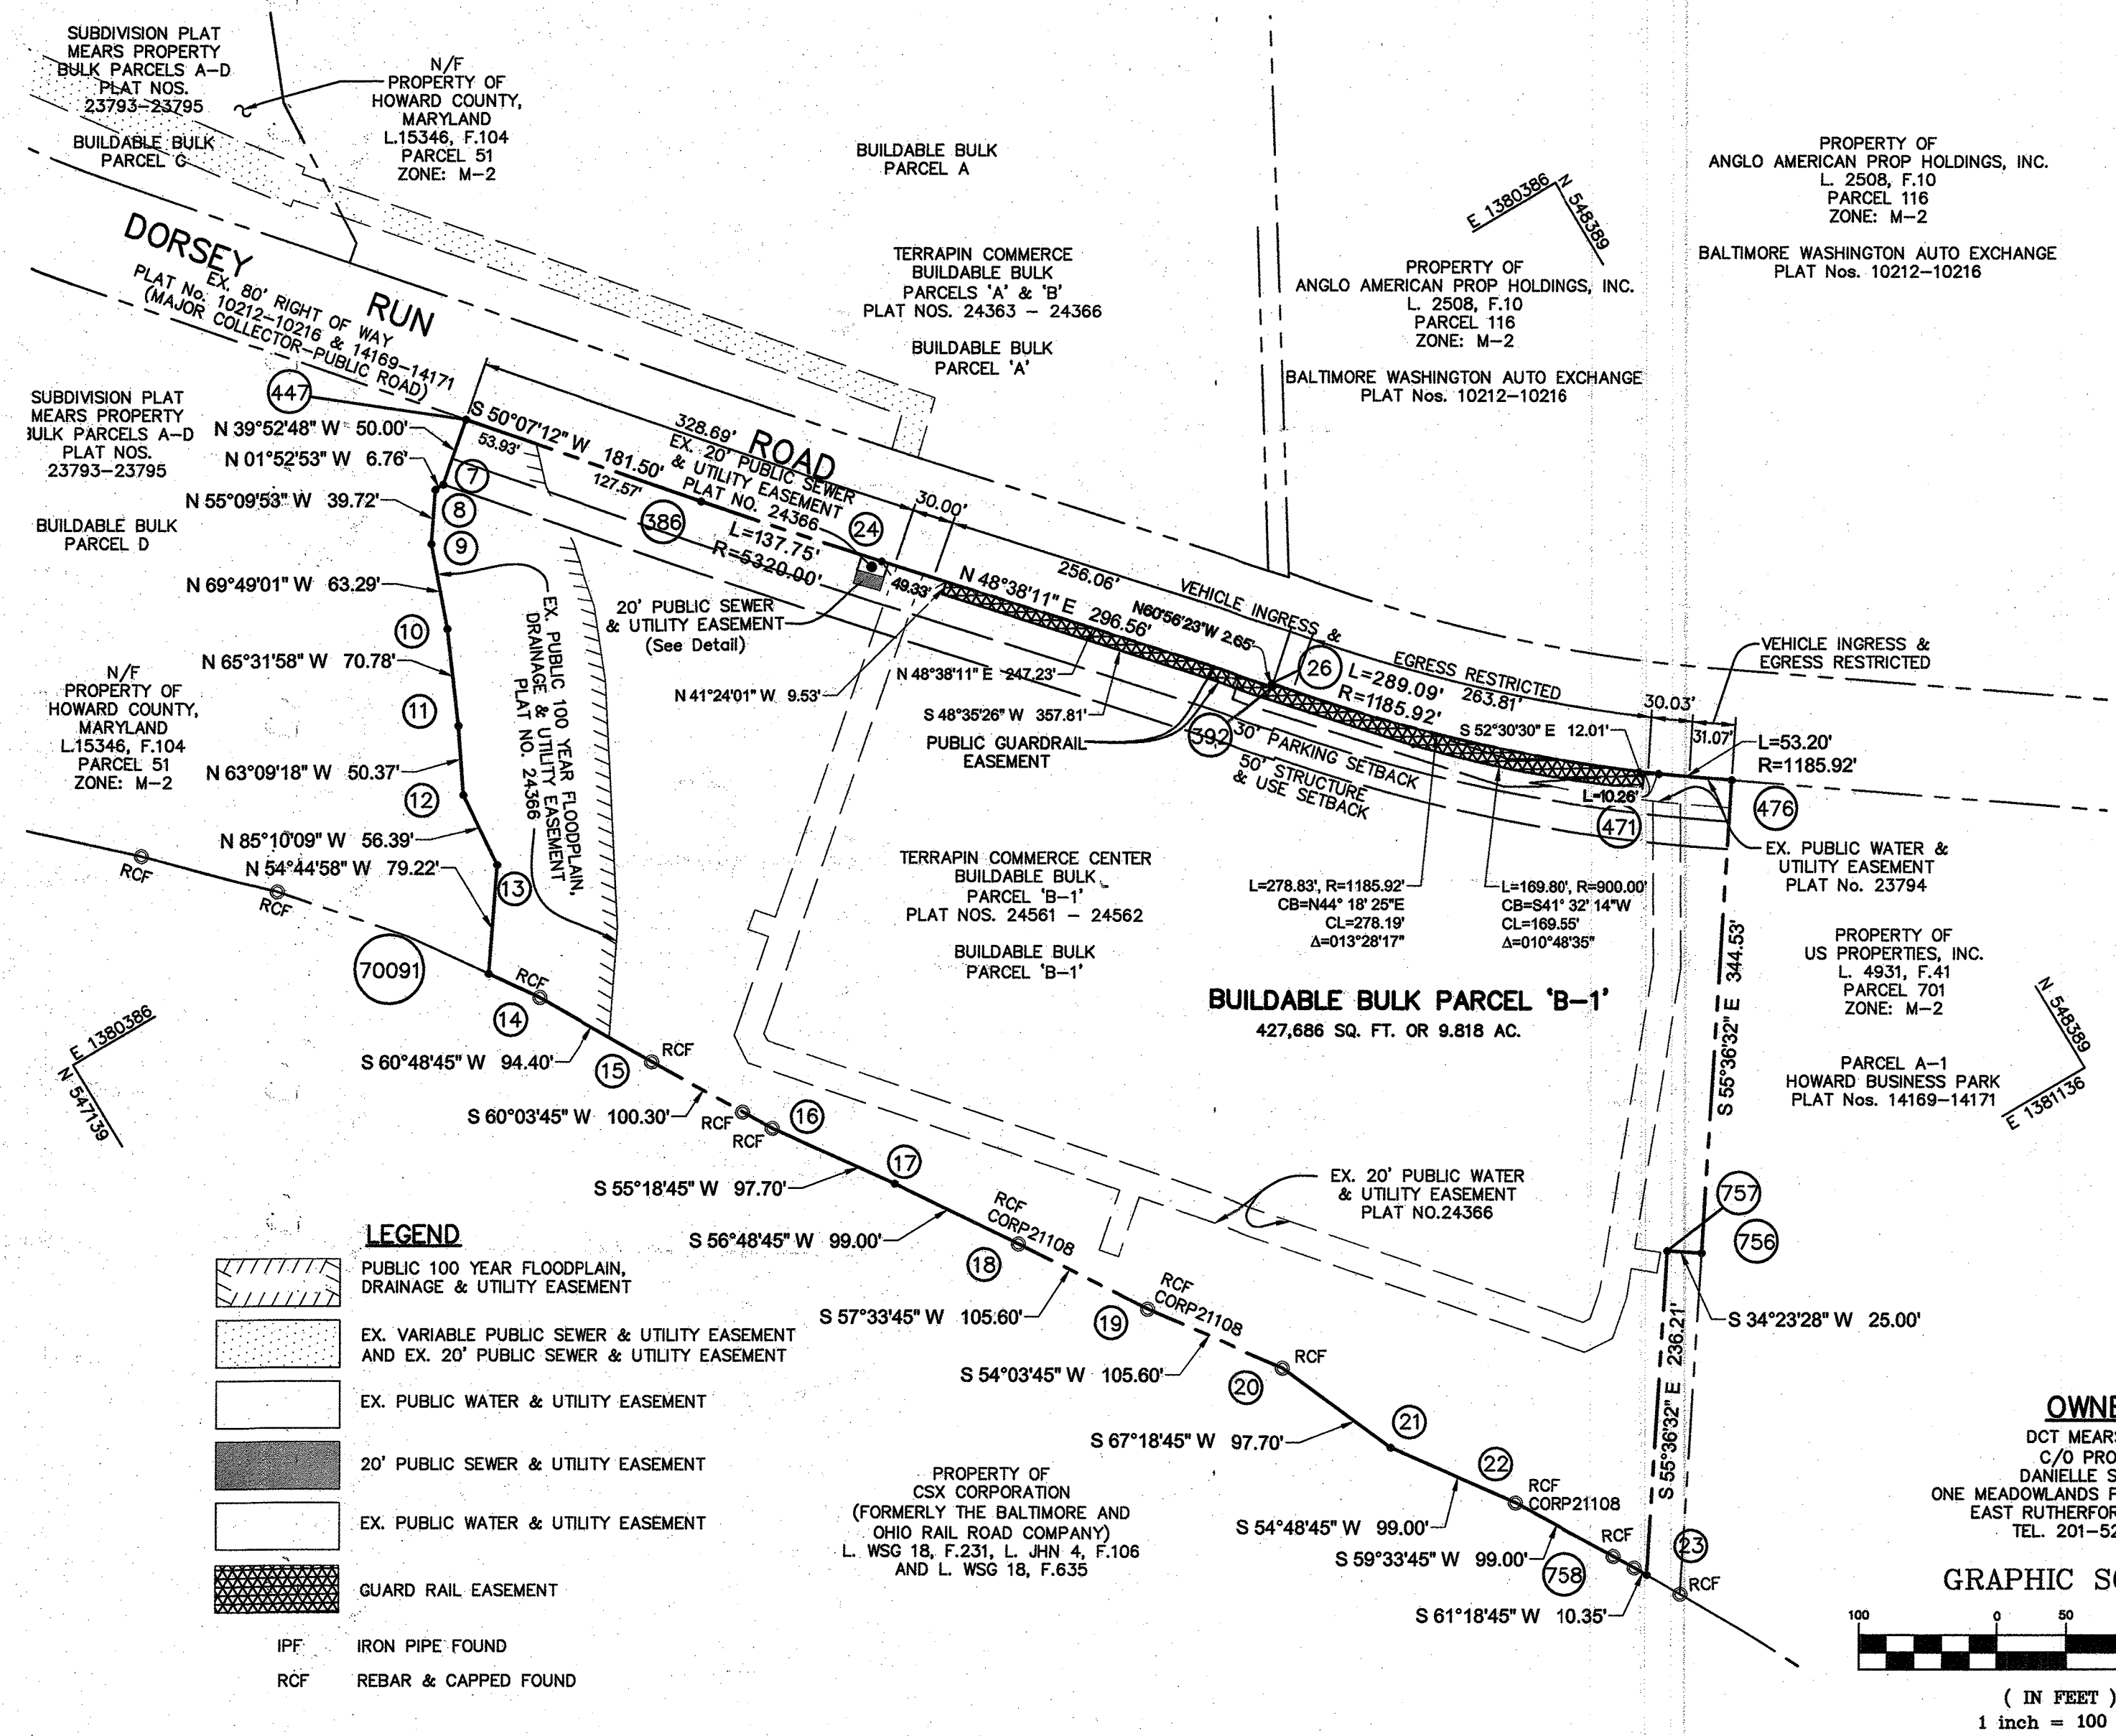 SUBDIVISION PLAT
MEARS PROPERTY
BULK PARCELS A-D
PLAT NOS.
23793-23795
BUILDABLE BULK
PARCEL C
N/F
PROPERTY OF
HOWARD COUNTY,
MARYLAND
L.15346, F.104
PARCEL 51
ZONE: M-2
BUILDABLE BULK
PARCEL A
TERRAPIN COMMERCE
BUILDABLE BULK
PARCELS 'A' & 'B'
PLAT NOS. 24363 - 24366
BUILDABLE BULK
PARCEL 'A'
E 1380386
N 548389
PROPERTY OF
ANGLO AMERICAN PROP HOLDINGS, INC.
L. 2508, F.10
PARCEL 116
ZONE: M-2
BALTIMORE WASHINGTON AUTO EXCHANGE
PLAT Nos. 10212-10216
PROPERTY OF
ANGLO AMERICAN PROP HOLDINGS, INC.
L. 2508, F.10
PARCEL 116
ZONE: M-2
BALTIMORE WASHINGTON AUTO EXCHANGE
PLAT Nos. 10212-10216
DORSEY RUN ROAD
EX. 80' RIGHT OF WAY
PLAT No. 10212-10216 & 14169-14171
(MAJOR COLLECTOR-PUBLIC ROAD)
447
SUBDIVISION PLAT
MEARS PROPERTY
BULK PARCELS A-D
PLAT NOS.
23793-23795
BUILDABLE BULK
PARCEL D
N 39°52'48" W 50.00'
N 01°52'53" W 6.76'
N 55°09'53" W 39.72'
N 69°49'01" W 63.29'
N 65°31'58" W 70.78'
N 63°09'18" W 50.37'
N 85°10'09" W 56.39'
N 54°44'58" W 79.22'
7
8
9
10
11
12
13
N/F
PROPERTY OF
HOWARD COUNTY,
MARYLAND
L.15346, F.104
PARCEL 51
ZONE: M-2
S 50°07'12" W 181.50'
53.93'
127.57'
328.69'
EX. 20' PUBLIC SEWER
& UTILITY EASEMENT
PLAT NO. 24366
386
24
L=137.75'
R=5320.00'
30.00'
49.33'
20' PUBLIC SEWER
& UTILITY EASEMENT
(See Detail)
EX. PUBLIC 100 YEAR FLOODPLAIN,
DRAINAGE & UTILITY EASEMENT
PLAT NO. 24366
256.06'
N 48°38'11" E 296.56'
VEHICLE INGRESS &
EGRESS RESTRICTED
N60°56'23"W 2.65'
26
L=289.09'
R=1185.92'
263.81'
N 41°24'01" W 9.53'
N 48°38'11" E 247.23'
S 48°35'26" W 357.81'
PUBLIC GUARDRAIL
EASEMENT
392
30' PARKING SETBACK
50' STRUCTURE
& USE SETBACK
S 52°30'30" E 12.01'
30.03'
31.07'
VEHICLE INGRESS &
EGRESS RESTRICTED
L=53.20'
R=1185.92'
L=10.26'
471
476
EX. PUBLIC WATER &
UTILITY EASEMENT
PLAT No. 23794
L=278.83', R=1185.92'
CB=N44° 18' 25"E
CL=278.19'
Δ=013°28'17"
L=169.80', R=900.00'
CB=S41° 32' 14"W
CL=169.55'
Δ=010°48'35"
TERRAPIN COMMERCE CENTER
BUILDABLE BULK
PARCEL 'B-1'
PLAT NOS. 24561 - 24562
BUILDABLE BULK
PARCEL 'B-1'
BUILDABLE BULK PARCEL 'B-1'
427,686 SQ. FT. OR 9.818 AC.
S 55°36'32" E 344.53'
PROPERTY OF
US PROPERTIES, INC.
L. 4931, F.41
PARCEL 701
ZONE: M-2
PARCEL A-1
HOWARD BUSINESS PARK
PLAT Nos. 14169-14171
N 548389
E 1381136
RCF
RCF
70091
E 1380386
N 547139
RCF
14
S 60°48'45" W 94.40'
15
RCF
S 60°03'45" W 100.30'
RCF
RCF
16
S 55°18'45" W 97.70'
17
S 56°48'45" W 99.00'
RCF
CORP21108
18
S 57°33'45" W 105.60'
19
RCF
CORP21108
S 54°03'45" W 105.60'
20
RCF
S 67°18'45" W 97.70'
21
S 54°48'45" W 99.00'
22
RCF
CORP21108
S 59°33'45" W 99.00'
758
RCF
23
RCF
S 61°18'45" W 10.35'
EX. 20' PUBLIC WATER
& UTILITY EASEMENT
PLAT NO.24366
757
756
S 34°23'28" W 25.00'
S 55°36'32" E 236.21'
LEGEND
PUBLIC 100 YEAR FLOODPLAIN,
DRAINAGE & UTILITY EASEMENT
EX. VARIABLE PUBLIC SEWER & UTILITY EASEMENT
AND EX. 20' PUBLIC SEWER & UTILITY EASEMENT
EX. PUBLIC WATER & UTILITY EASEMENT
20' PUBLIC SEWER & UTILITY EASEMENT
EX. PUBLIC WATER & UTILITY EASEMENT
GUARD RAIL EASEMENT
IPF IRON PIPE FOUND
RCF REBAR & CAPPED FOUND
PROPERTY OF
CSX CORPORATION
(FORMERLY THE BALTIMORE AND
OHIO RAIL ROAD COMPANY)
L. WSG 18, F.231, L. JHN 4, F.106
AND L. WSG 18, F.635
OWNE
DCT MEARS
C/O PRO
DANIELLE S
ONE MEADOWLANDS P
EAST RUTHERFOR
TEL. 201-52
GRAPHIC SC
100 0 50
( IN FEET )
1 inch = 100